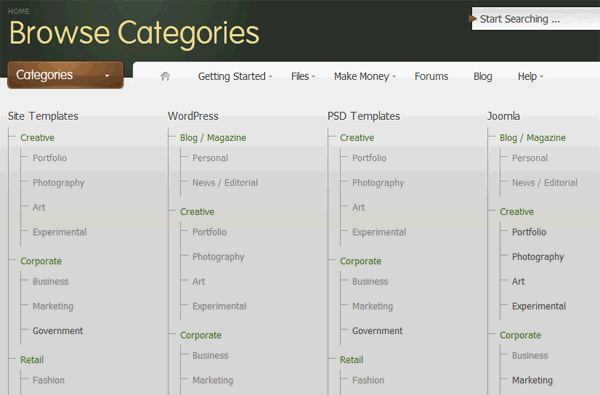 HOME
Browse Categories
Start Searching ...
Categories
Getting Started Files Make Money Forums Blog Help
Site Templates
Creative
Portfolio
Photography
Art
Experimental
Corporate
Business
Marketing
Government
Retail
Fashion
WordPress
Blog / Magazine
Personal
News / Editorial
Creative
Portfolio
Photography
Art
Experimental
Corporate
Business
Marketing
PSD Templates
Creative
Portfolio
Photography
Art
Experimental
Corporate
Business
Marketing
Government
Retail
Fashion
Joomla
Blog / Magazine
Personal
News / Editorial
Creative
Portfolio
Photography
Art
Experimental
Corporate
Business
Marketing